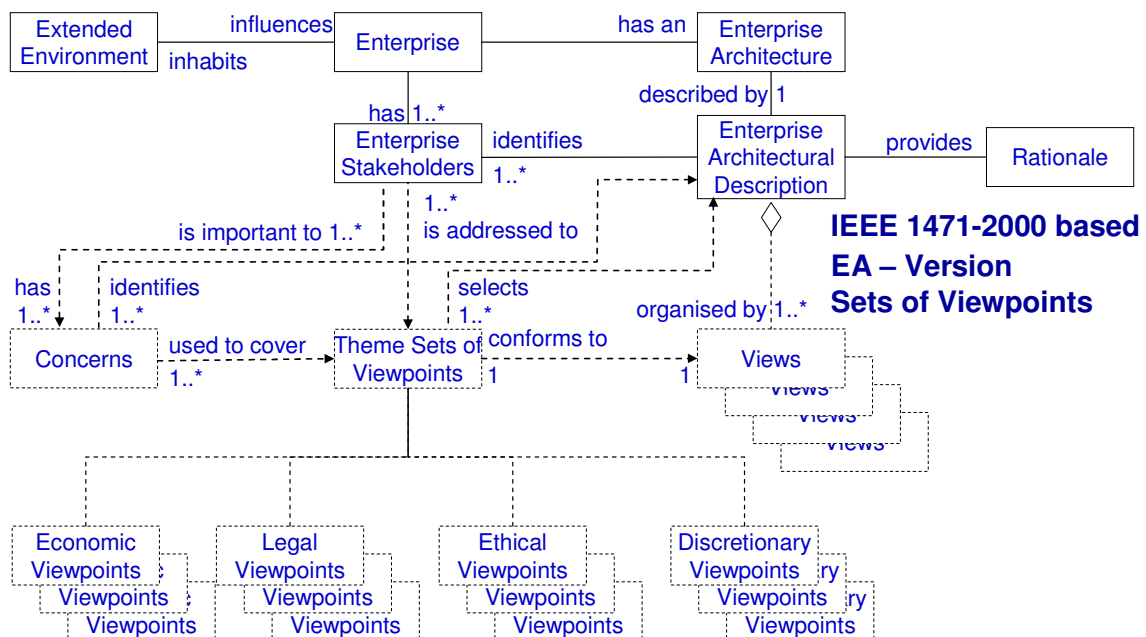 Extended
Environment
influences
inhabits
Enterprise
has an
Enterprise
Architecture
has 1..*
described by 1
Enterprise
Stakeholders
identifies
1..*
Enterprise
Architectural
Description
provides
Rationale
1..*
is important to 1..*
is addressed to
IEEE 1471-2000 based
EA – Version
Sets of Viewpoints
has
1..*
identifies
1..*
selects
1..*
organised by 1..*
Concerns
used to cover
1..*
Theme Sets of
Viewpoints
conforms to
1
1
Views
Views
Views
Views
Economic
Viewpoints
Viewpoints
Viewpoints
Legal
Viewpoints
Viewpoints
Viewpoints
Ethical
Viewpoints
Viewpoints
Viewpoints
Discretionary
Viewpoints
ry
Viewpoints
ry
Viewpoints